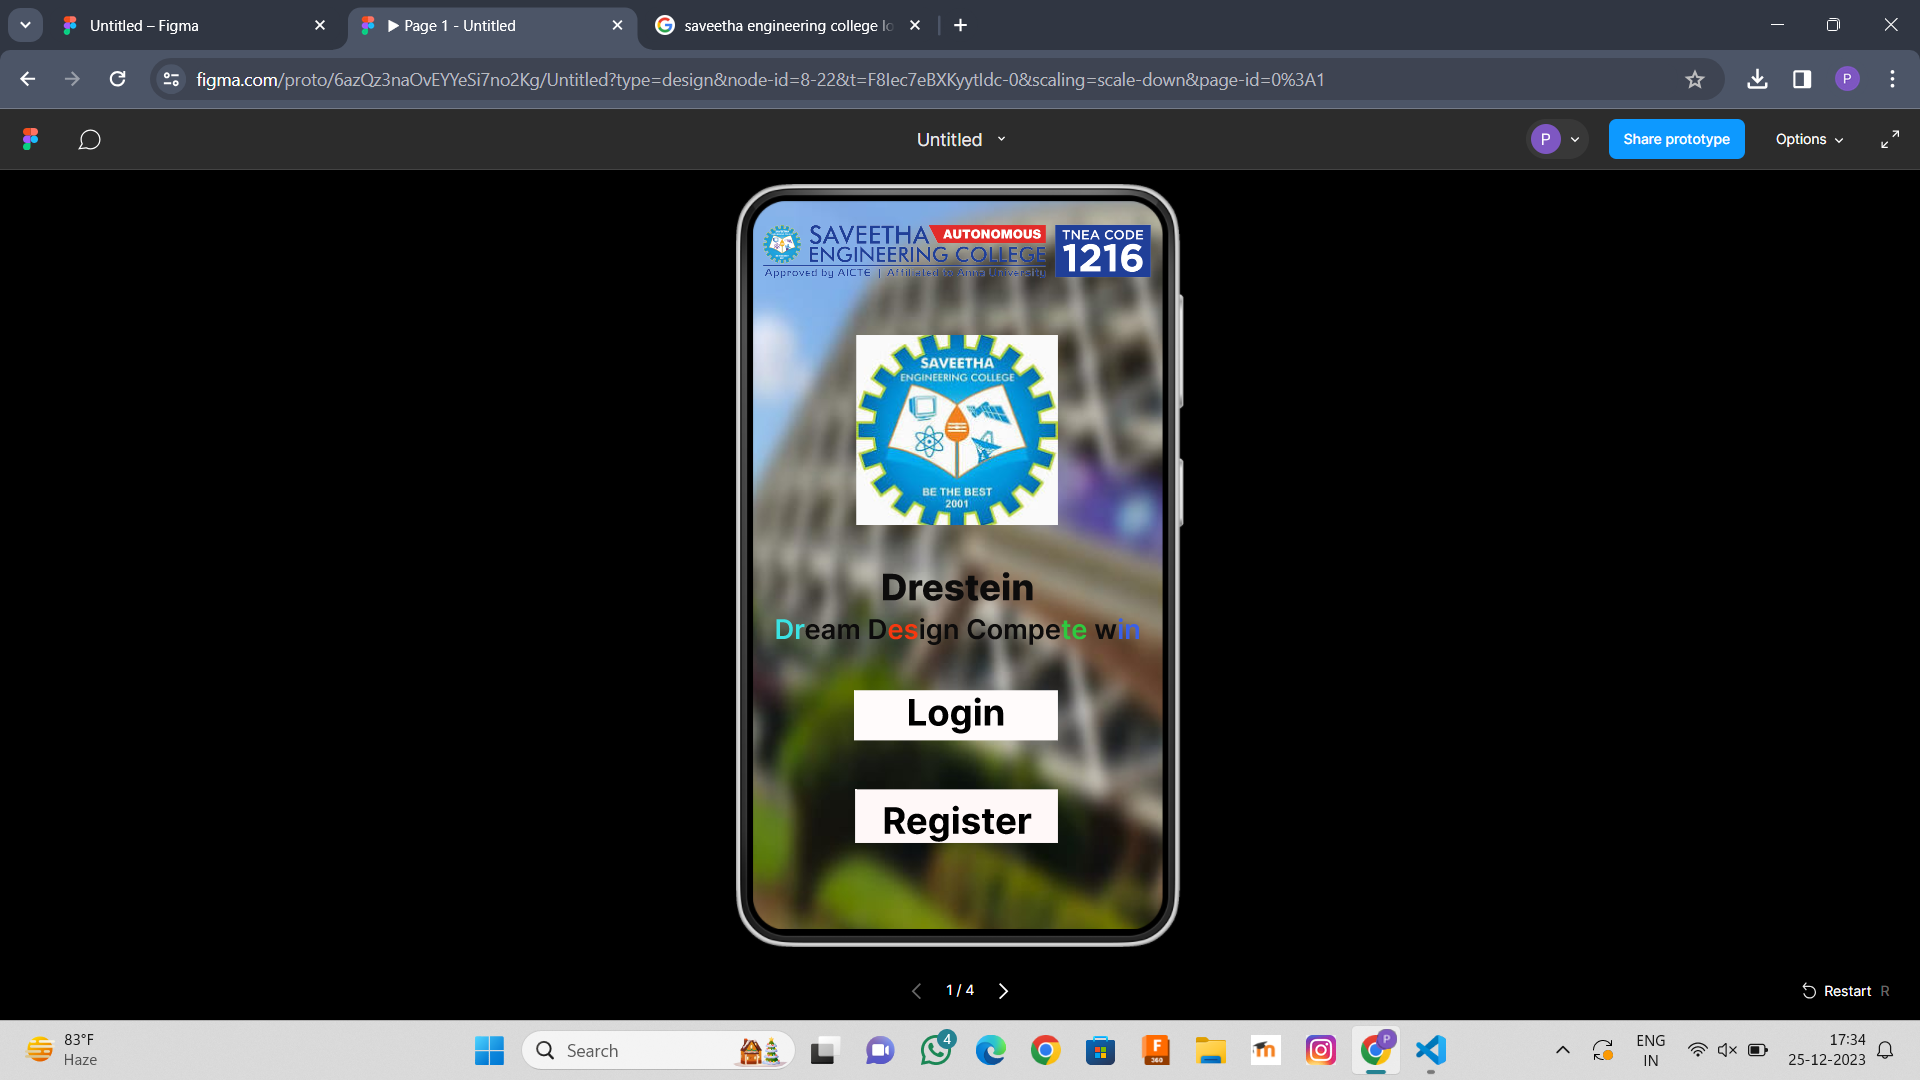 Untitled – Figma
▶ Page 1 - Untitled
saveetha engineering college lo
figma.com/proto/6azQz3naOvEYYeSi7no2Kg/Untitled?type=design&node-id=8-22&t=F8Iec7eBXKyytIdc-0&scaling=scale-down&page-id=0%3A1
P
Untitled
P
Share prototype
Options
SAVEETHA AUTONOMOUS
ENGINEERING COLLEGE
Approved by AICTE | Affiliated to Anna University
TNEA CODE
1216
SAVEETHA
ENGINEERING COLLEGE
BE THE BEST
2001
Drestein
Dream Design Compete win
Login
Register
1 / 4
Restart R
83°F
Haze
Search
4
F
360
m
P
ENG
IN
17:34
25-12-2023